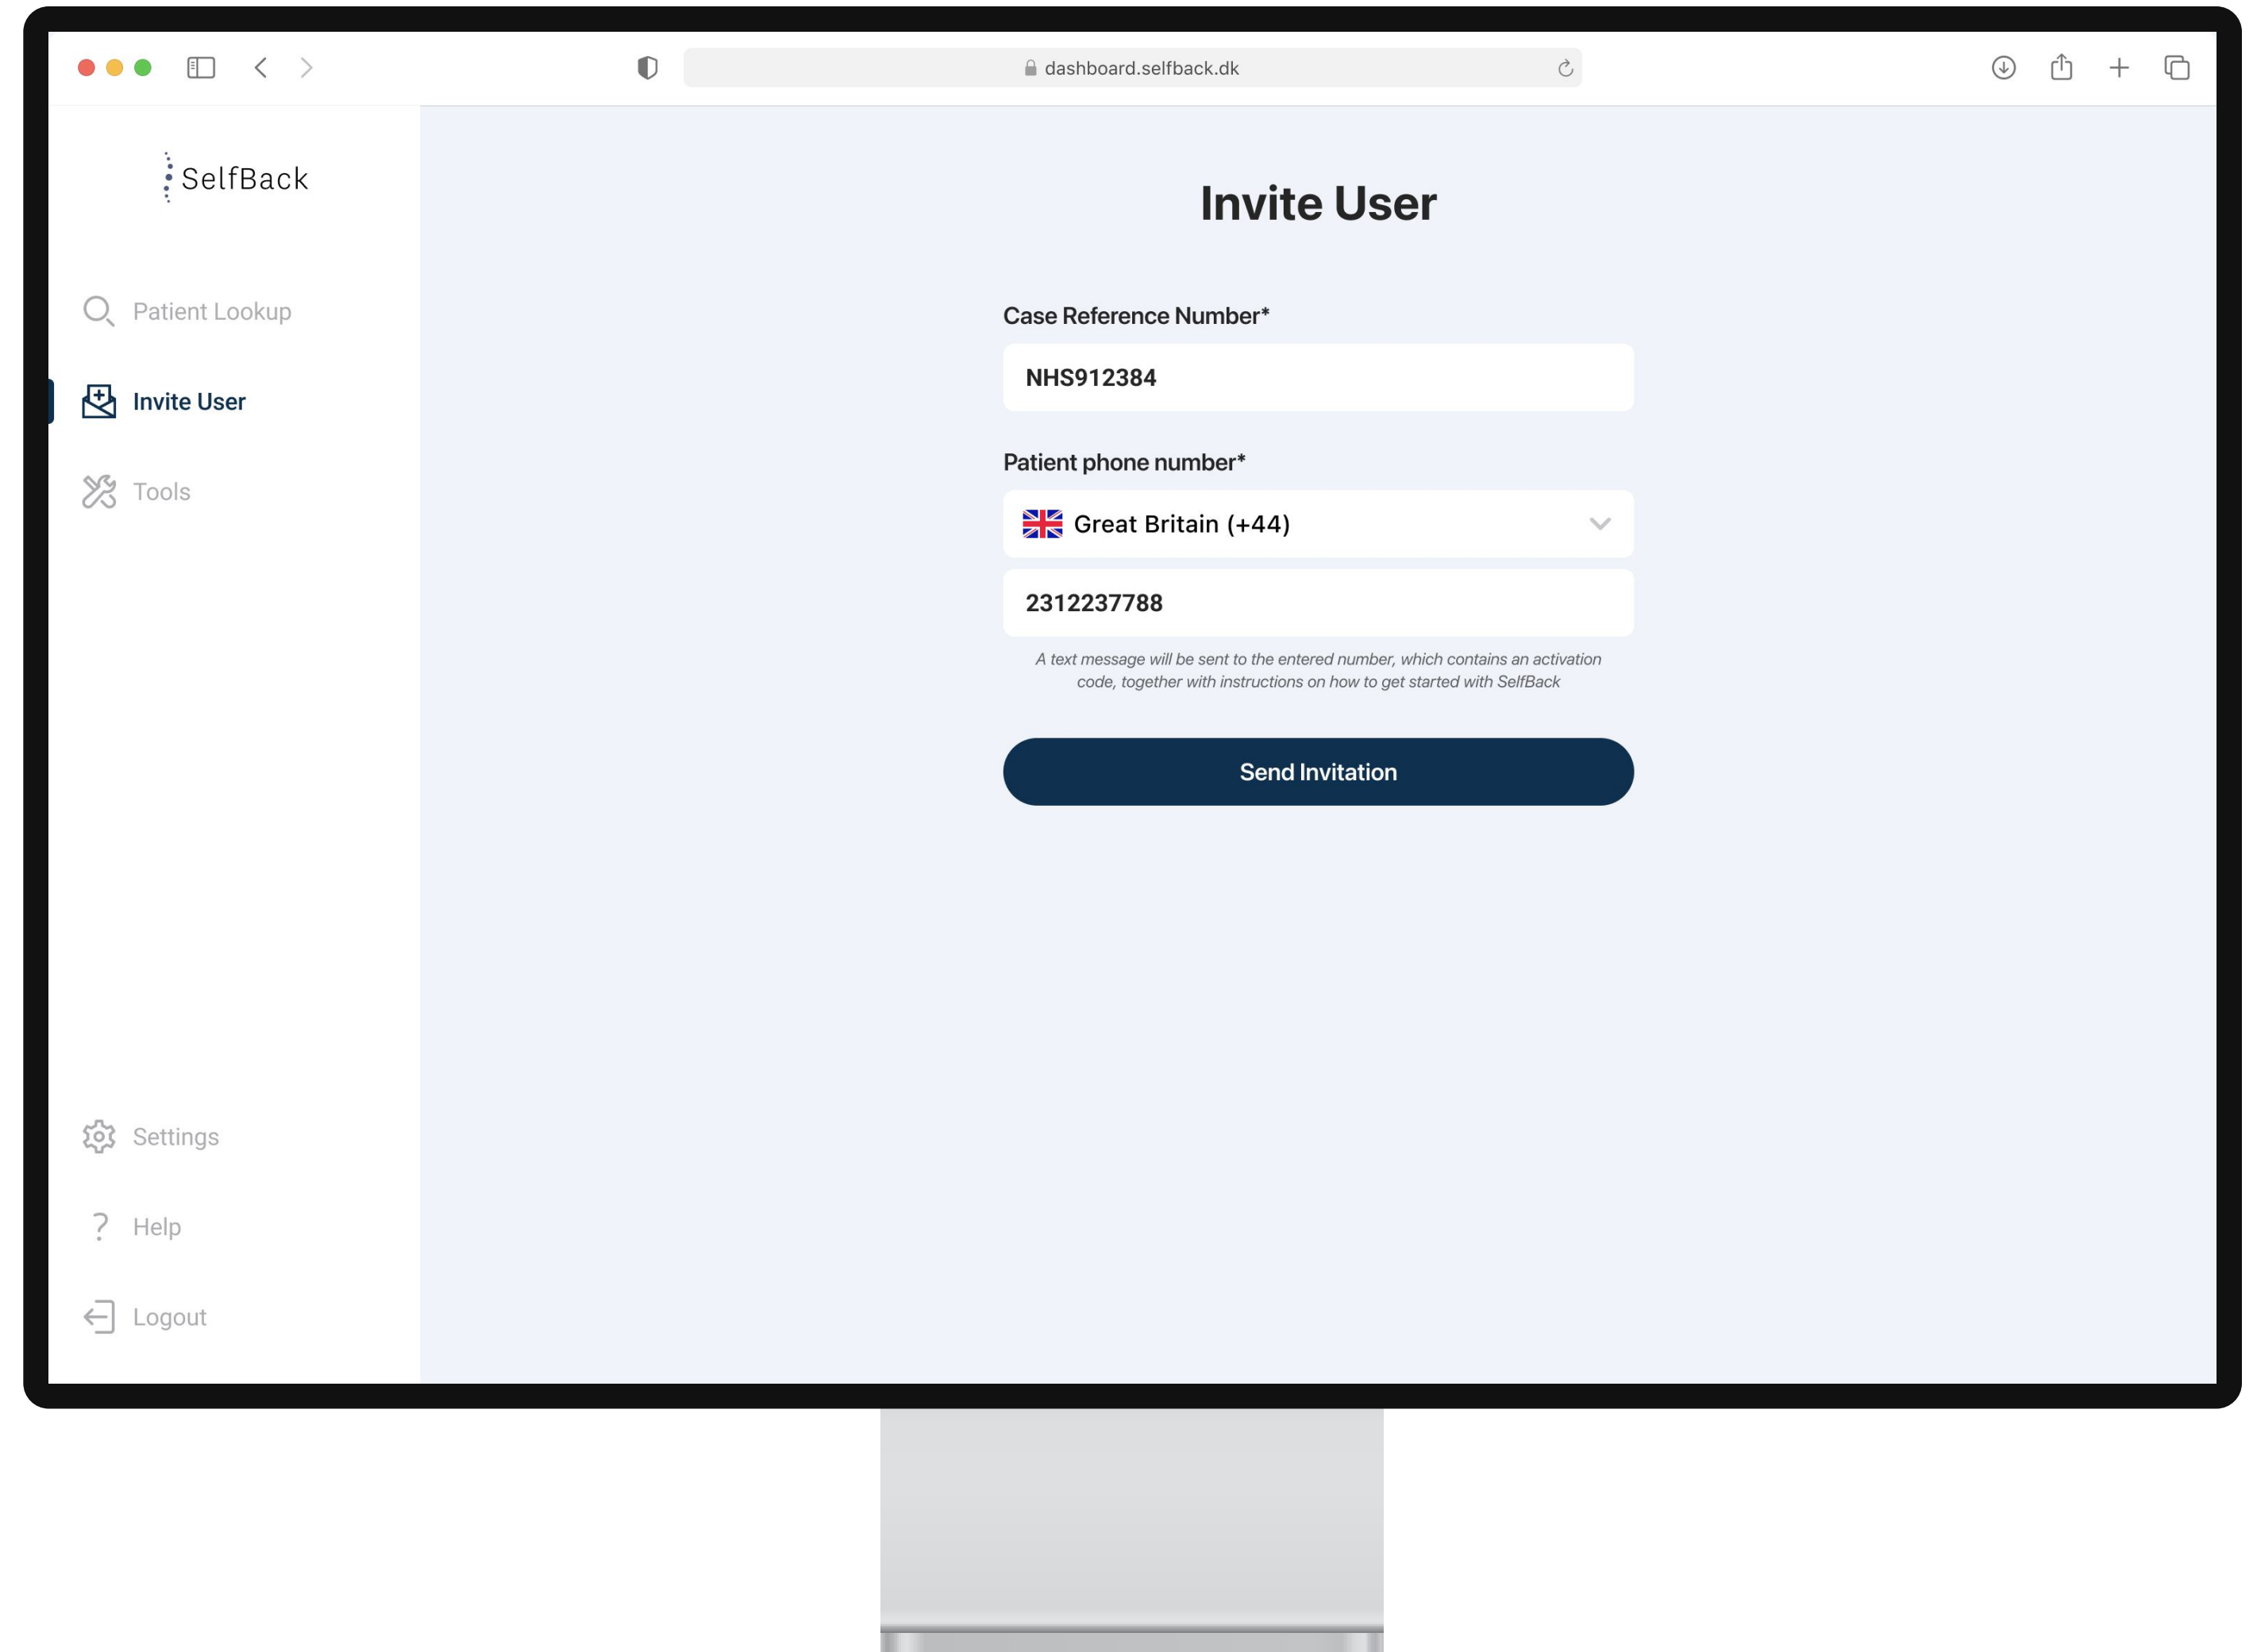 dashboard.selfback.dk
SelfBack
Patient Lookup
Invite User
Tools
Settings
Help
Logout
Invite User
Case Reference Number*
NHS912384
Patient phone number*
Great Britain (+44)
2312237788
A text message will be sent to the entered number, which contains an activation
code, together with instructions on how to get started with SelfBack
Send Invitation